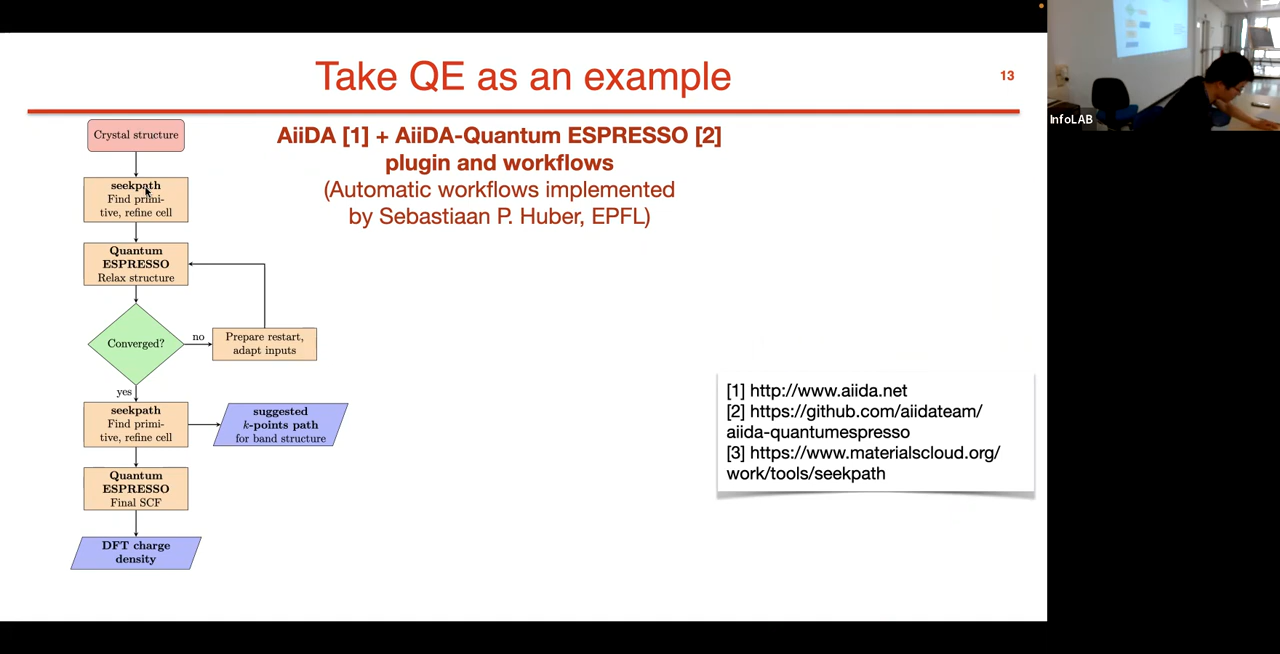 Take QE as an example
13
AiiDA [1] + AiiDA-Quantum ESPRESSO [2]
plugin and workflows
(Automatic workflows implemented
by Sebastiaan P. Huber, EPFL)
Crystal structure
seekpath
Find primi-
tive, refine cell
Quantum
ESPRESSO
Relax structure
Converged?
no
Prepare restart,
adapt inputs
yes
seekpath
Find primi-
tive, refine cell
suggested
k-points path
for band structure
Quantum
ESPRESSO
Final SCF
DFT charge
density
[1] http://www.aiida.net
[2] https://github.com/aiidateam/
aiida-quantumespresso
[3] https://www.materialscloud.org/
work/tools/seekpath
InfoLAB